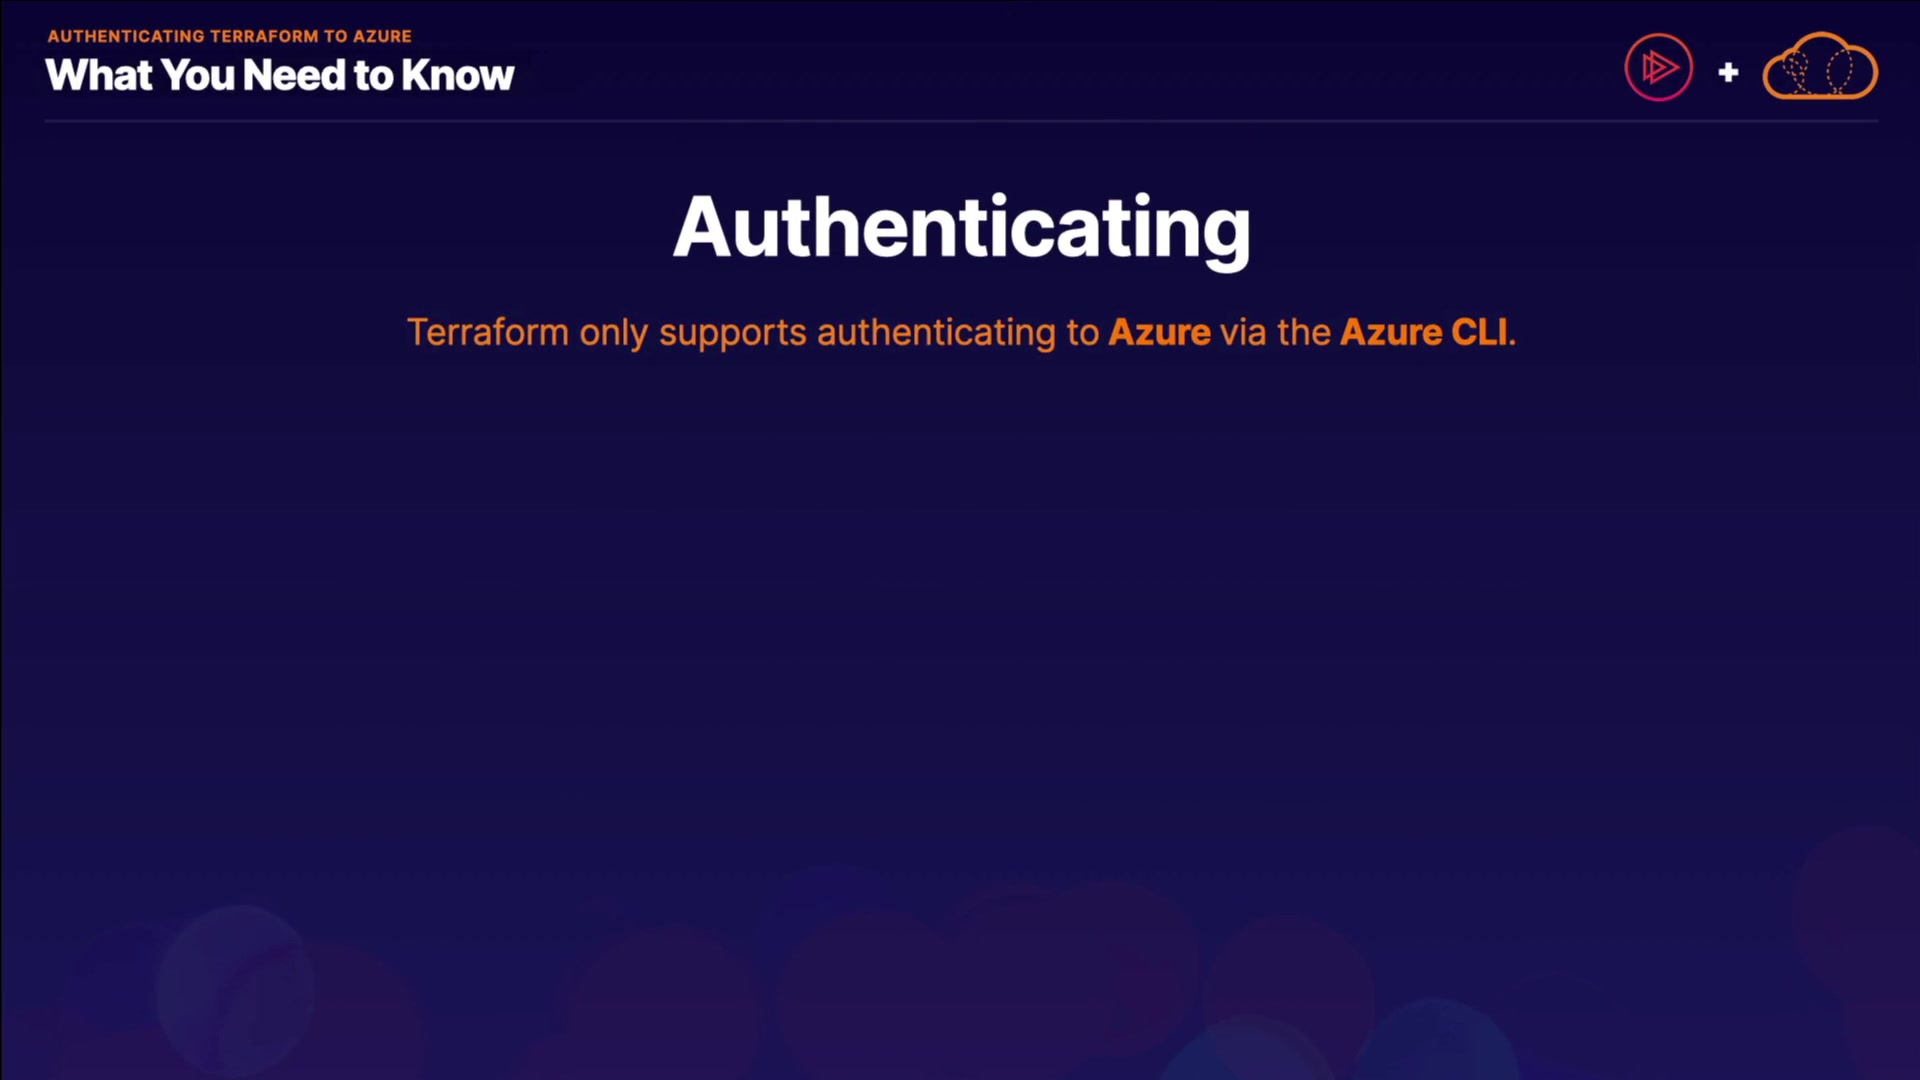 AUTHENTICATING TERRAFORM TO AZURE
What You Need to Know
+
Authenticating
Terraform only supports authenticating to Azure via the Azure CLI.